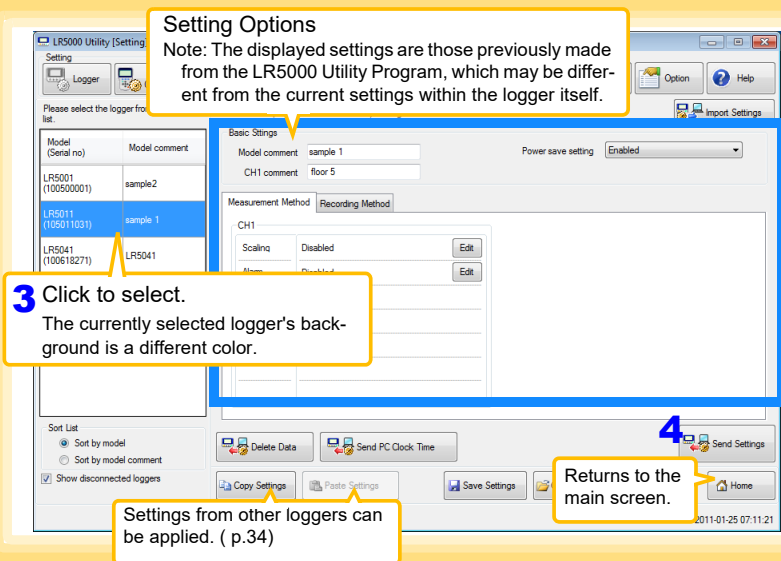 Setting Options
Note: The displayed settings are those previously made
from the LR5000 Utility Program, which may be differ-
ent from the current settings within the logger itself.
LR5000 Utility [Setting]
Setting
Logger
Option
Help
Please select the logger from
list.
Import Settings
Model
(Serial no)
Model comment
LR5001
(100500001)
sample2
LR5011
(105011031)
sample 1
LR5041
(100618271)
LR5041
Basic Sttings
Model comment sample 1
Power save setting Enabled
CH1 comment floor 5
Measurement Method Recording Method
CH1
Scaling Disabled Edit
Alarm Disabled Edit
3 Click to select.
The currently selected logger's back-
ground is a different color.
Sort List
Sort by model
Sort by model comment
Show disconnected loggers
Delete Data
Send PC Clock Time
4
Send Settings
Copy Settings
Paste Settings
Save Settings
Returns to the
main screen.
Home
Settings from other loggers can
be applied. ( p.34)
2011-01-25 07:11:21